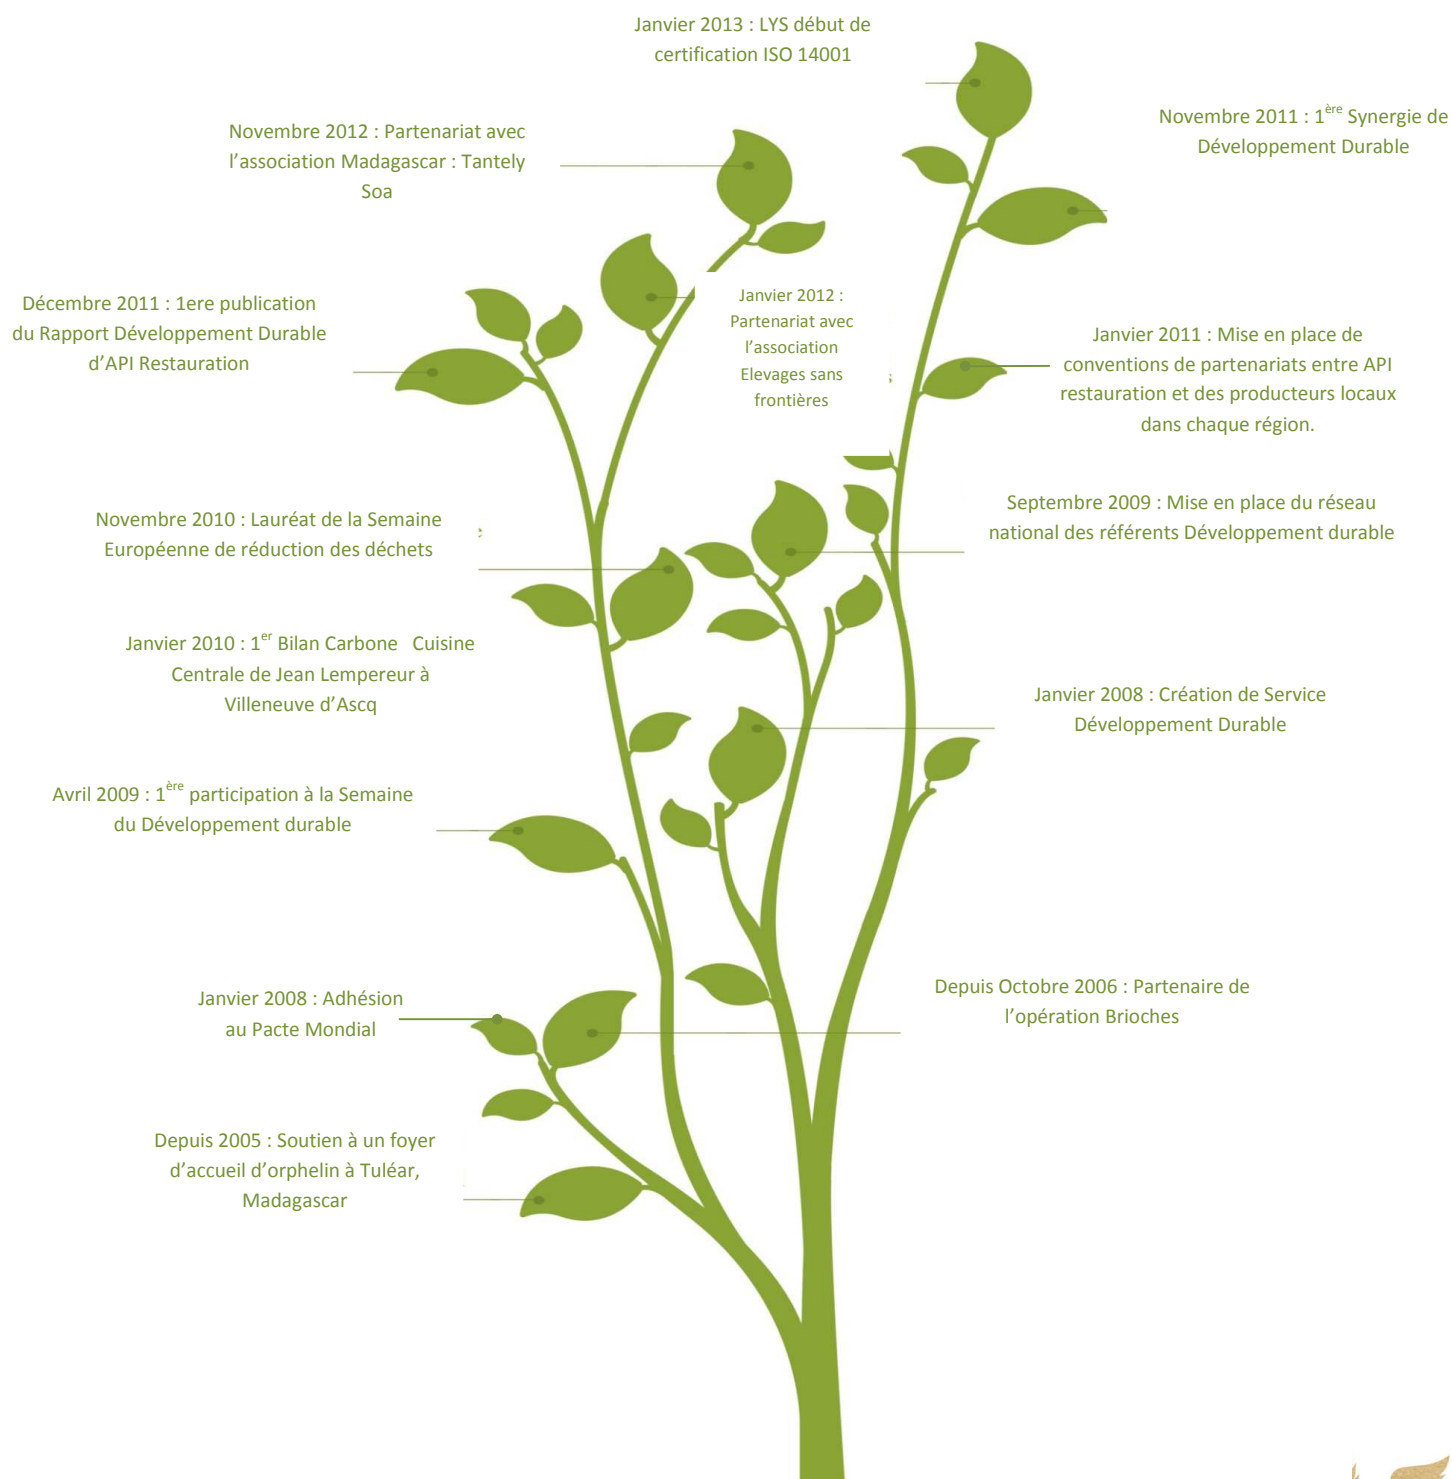 Janvier 2013 : LYS début de
certification ISO 14001
Novembre 2011 : 1ère Synergie de
Développement Durable
Novembre 2012 : Partenariat avec
l’association Madagascar : Tantely
Soa
Décembre 2011 : 1ere publication
du Rapport Développement Durable
d’API Restauration
Janvier 2012 :
Partenariat avec
l’association
Elevages sans
frontières
Janvier 2011 : Mise en place de
conventions de partenariats entre API
restauration et des producteurs locaux
dans chaque région.
Novembre 2010 : Lauréat de la Semaine
Européenne de réduction des déchets
Septembre 2009 : Mise en place du réseau
national des référents Développement durable
Janvier 2010 : 1er Bilan Carbone Cuisine
Centrale de Jean Lempereur à
Villeneuve d’Ascq
Janvier 2008 : Création de Service
Développement Durable
Avril 2009 : 1ère participation à la Semaine
du Développement durable
Janvier 2008 : Adhésion
au Pacte Mondial
Depuis Octobre 2006 : Partenaire de
l’opération Brioches
Depuis 2005 : Soutien à un foyer
d’accueil d’orphelin à Tuléar,
Madagascar